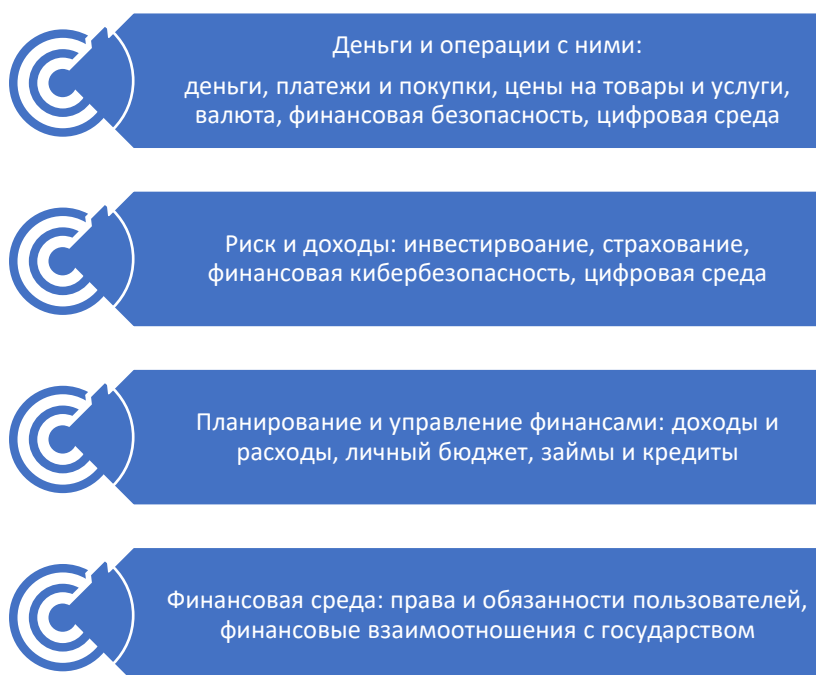 Деньги и операции с ними:
деньги, платежи и покупки, цены на товары и услуги,
валюта, финансовая безопасность, цифровая среда
Риск и доходы: инвестирвоание, страхование,
финансовая кибербезопасность, цифровая среда
Планирование и управление финансами: доходы и
расходы, личный бюджет, займы и кредиты
Финансовая среда: права и обязанности пользователей,
финансовые взаимоотношения с государством